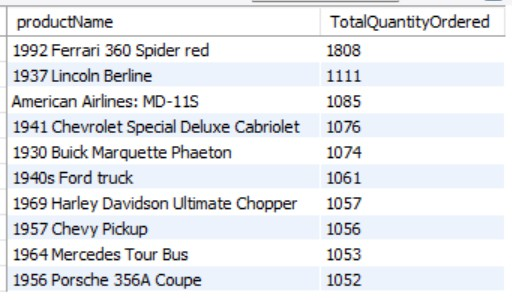 productName TotalQuantityOrdered
1992 Ferrari 360 Spider red 1808
1937 Lincoln Berline 1111
American Airlines: MD-11S 1085
1941 Chevrolet Special Deluxe Cabriolet 1076
1930 Buick Marquette Phaeton 1074
1940s Ford truck 1061
1969 Harley Davidson Ultimate Chopper 1057
1957 Chevy Pickup 1056
1964 Mercedes Tour Bus 1053
1956 Porsche 356A Coupe 1052